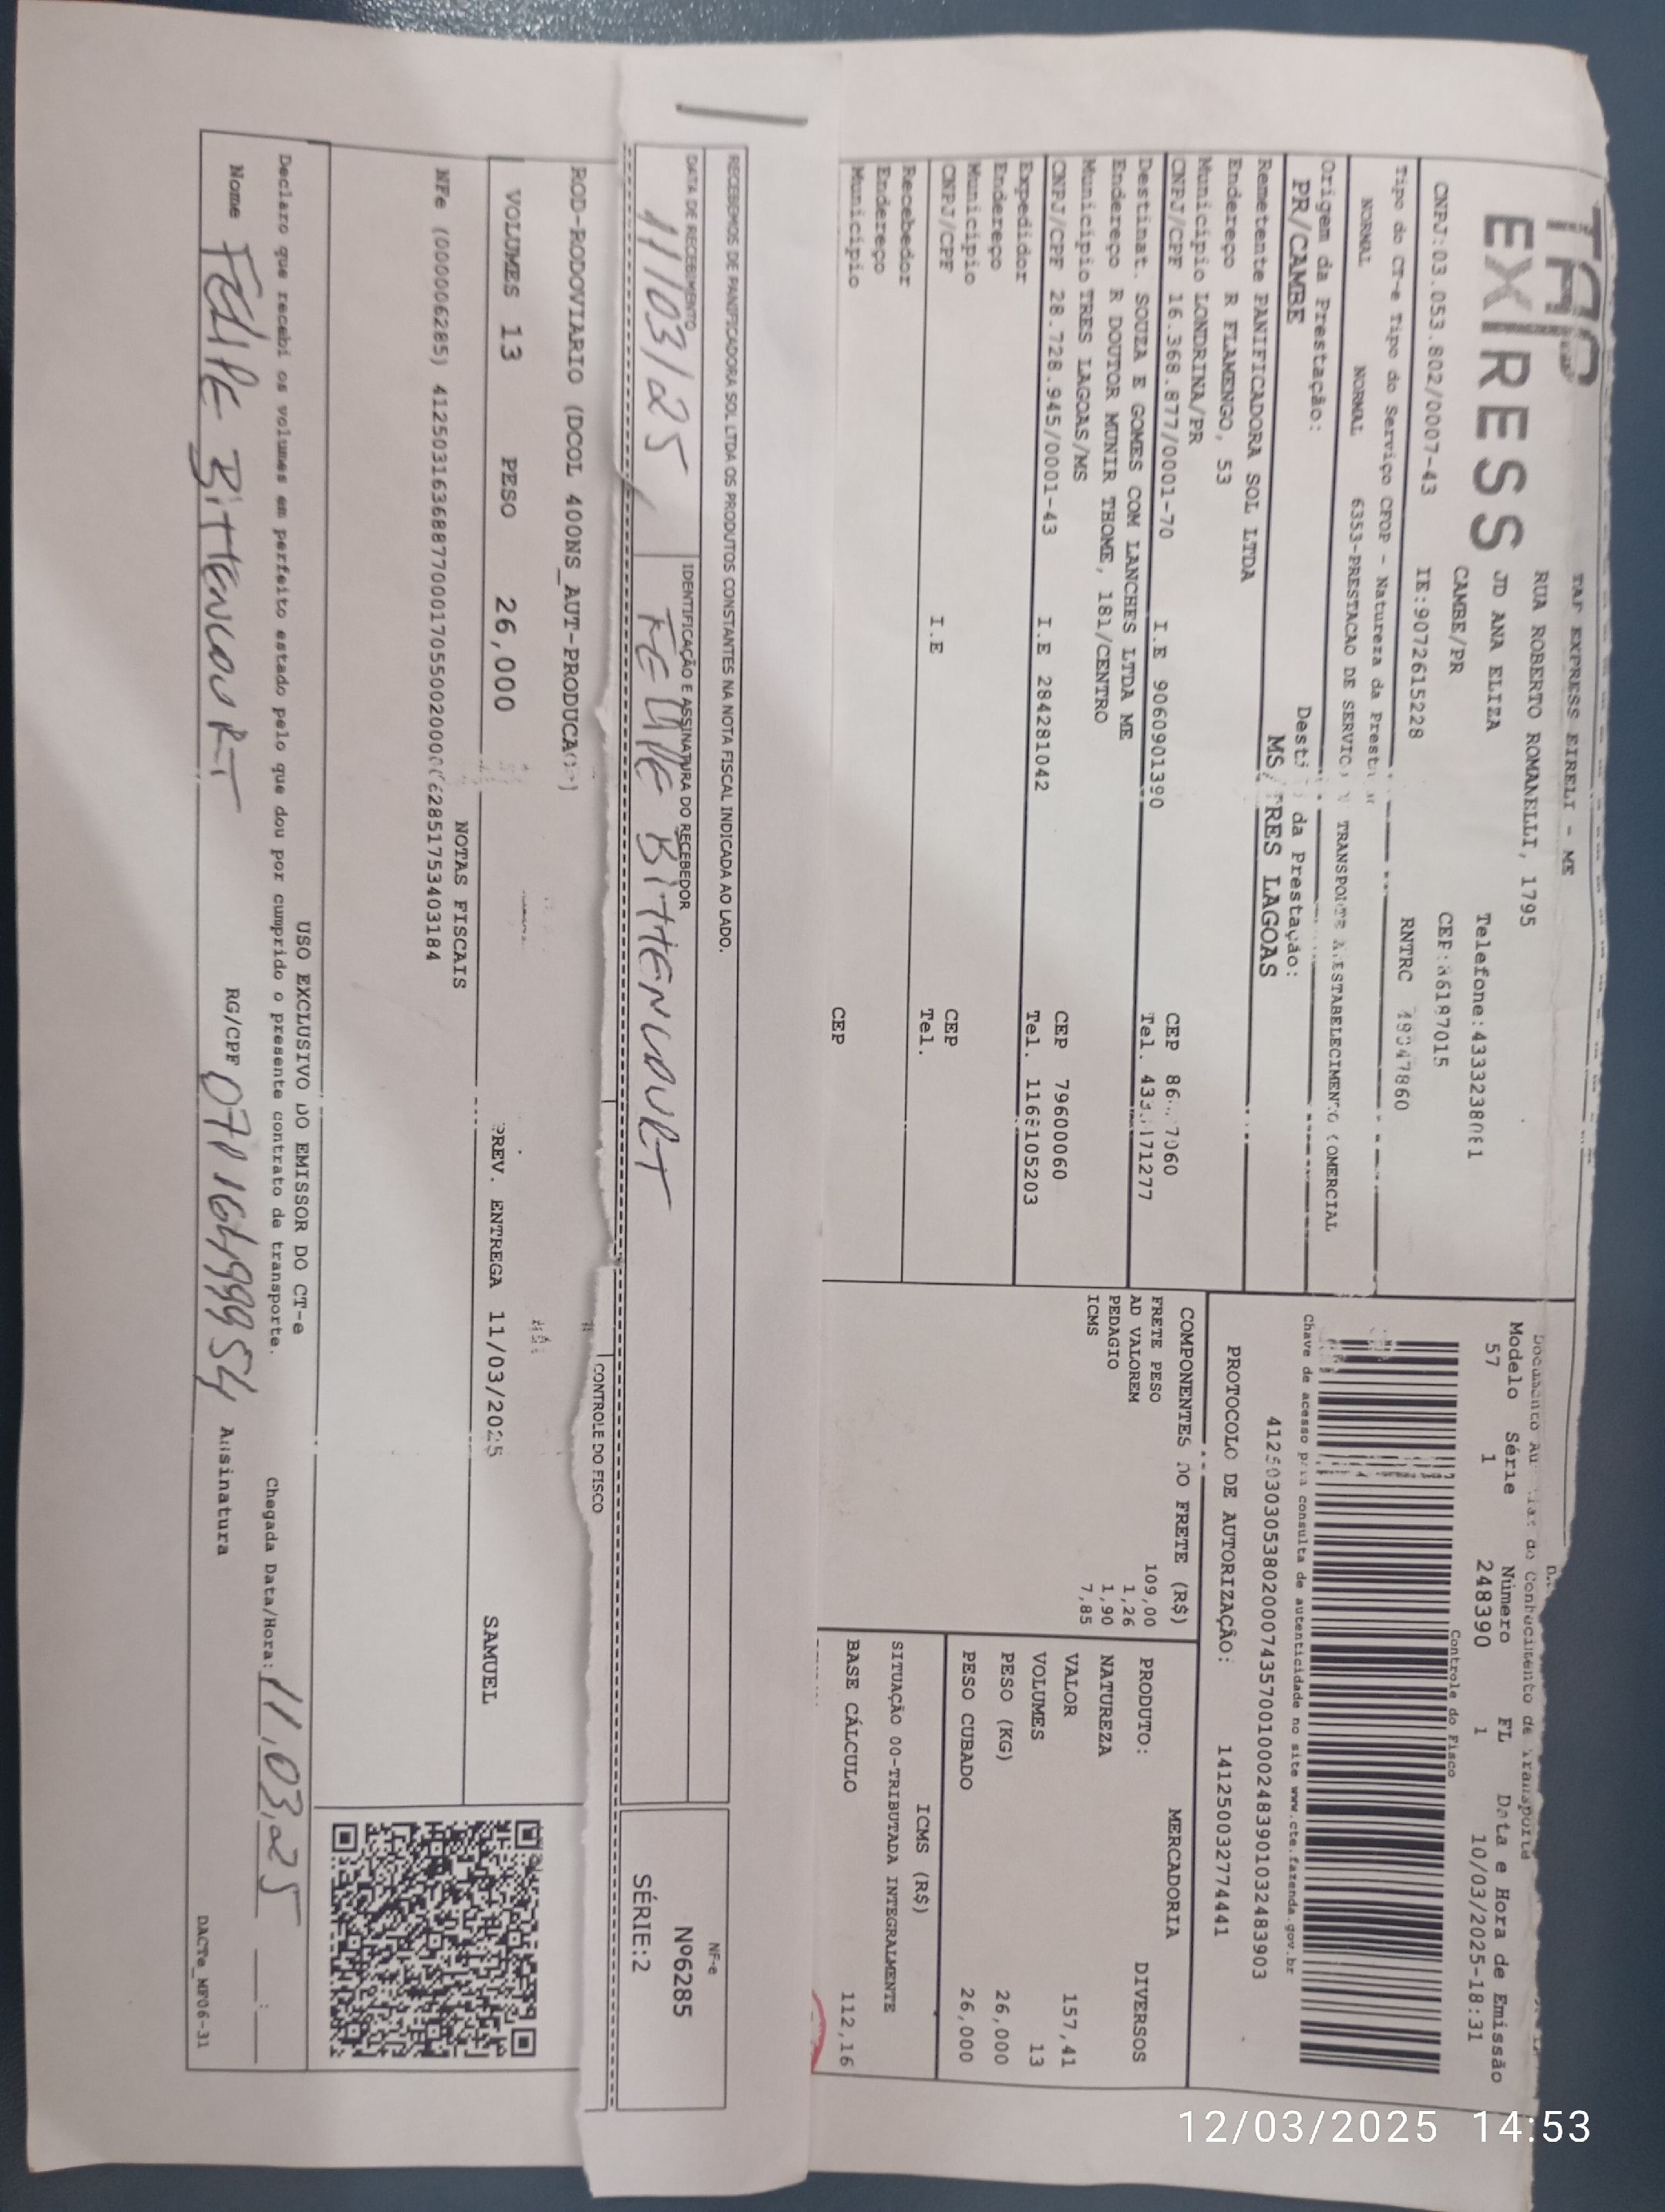 EXPRESS
TAF EXPRESS EIRELI - ME
RUA ROBERTO ROMANELLI, 1795
JD ANA ELIZA
CAMBE/PR
CNPJ:03.053.802/0007-43
IE:9072615228
RNTRC
Tipo do CT-e Tipo do Serviço CFOP - Natureza da
NORMAL NORMAL 6353-PRESTACAO DE TRANSPORTE ESTABELECIMENTO COMERCIAL
Origem da Prestação: da Prestação:
PR/CAMBE MS LAGOAS
Remetente PANIFICADORA SOL LTDA
Endereço R FLAMENGO, 53
Município LONDRINA/PR CEP
CNPJ/CPF 16.368.877/0001-70 I.E 9060901390 Tel.
Destinat. SOUZA E GOMES COM LANCHES LTDA ME
Endereço R DOUTOR MUNIR THOME, 181/CENTRO
Município TRES LAGOAS/MS CEP 79600060
CNPJ/CPF 28.728.945/0001-43 I.E 284281042 Tel.
Expedidor
Endereço
Município CEP
CNPJ/CPF I.E Tel.
Recebedor
Endereço
Município CEP
do Conhecimento de Transporte
Modelo Série Número FL Data e Hora de Emissão
57 1 248390 1 10/03/2025-18:31
Controle do Fisco
Chave de acesso consulta de autenticidade no site www.cte.fazenda.gov.br
PROTOCOLO DE AUTORIZAÇÃO: 141250032774441
COMPONENTES DO FRETE (R$)
FRETE PESO 109,00
AD VALOREM 1,26
PEDAGIO 1,90
ICMS 7,85
MERCADORIA
PRODUTO: DIVERSOS
NATUREZA
VALOR 157,41
VOLUMES 13
PESO (KG) 26,000
PESO CUBADO 26,000
ICMS (R$)
SITUAÇÃO 00-TRIBUTADA INTEGRALMENTE
BASE CÁLCULO 112,16
RECEBEMOS DE PANIFICADORA SOL LTDA OS PRODUTOS CONSTANTES NA NOTA FISCAL INDICADA AO LADO.
DATA DE RECEBIMENTO IDENTIFICAÇÃO E ASSINATURA DO RECEBEDOR
11/03/25 FELIPE BittENCOURT
NF-e
Nº6285
SÉRIE:2
CONTROLE DO FISCO
ROD-RODOVIARIO (DCOL 400NS_AUT-PRODUCA
VOLUMES 13 PESO 26,000 PREV. ENTREGA 11/03/2025 SAMUEL
NOTAS FISCAIS
NFe (000006285)
USO EXCLUSIVO DO EMISSOR DO CT-e
Declaro que recebi os volumes em perfeito estado pelo que dou por cumprido o presente contrato de transporte.
Chegada Data/Hora: 11,03,25
Nome FELIPE BittENCOURT RG/CPF Assinatura
DACTe_MF06-31
12/03/2025 14:53